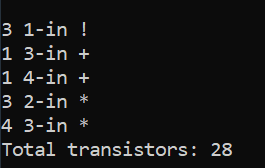 3 1-in !
1 3-in +
1 4-in +
3 2-in *
4 3-in *
Total transistors: 28